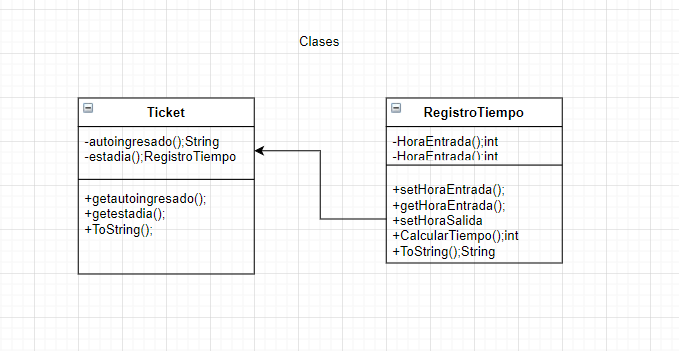 Clases
Ticket
-autoingresado();String
-estadia();RegistroTiempo
+getautoingresado();
+getestadia();
+ToString();
RegistroTiempo
-HoraEntrada();int
-HoraEntrada();int
+setHoraEntrada();
+getHoraEntrada();
+setHoraSalida
+CalcularTiempo();int
+ToString();String